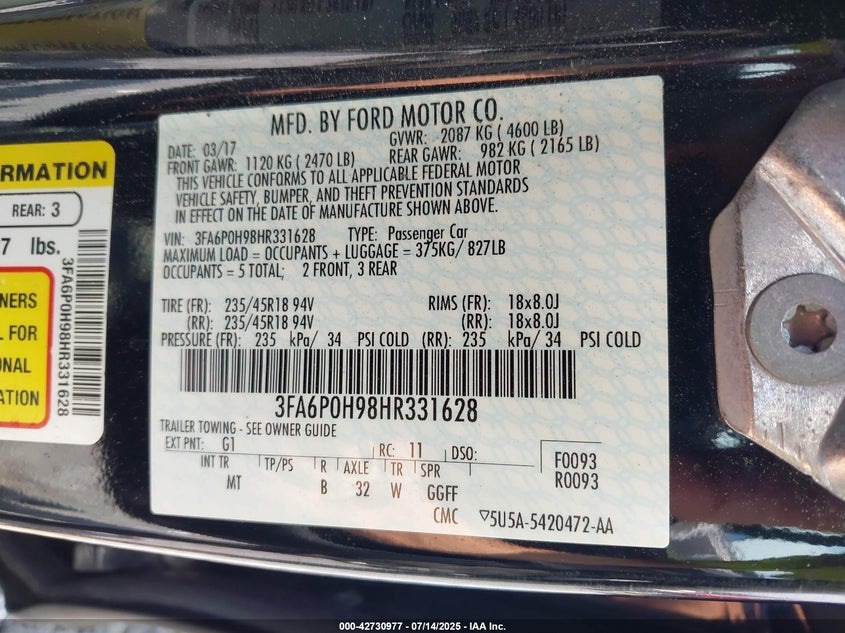 MFD. BY FORD MOTOR CO.
DATE: 03/17 GVWR: 2087 KG ( 4600 LB)
FRONT GAWR: 1120 KG ( 2470 LB) REAR GAWR: 982 KG ( 2165 LB)
THIS VEHICLE CONFORMS TO ALL APPLICABLE FEDERAL MOTOR
VEHICLE SAFETY, BUMPER, AND THEFT PREVENTION STANDARDS
IN EFFECT ON THE DATE OF MANUFACTURE SHOWN ABOVE.
VIN: 3FA6P0H98HR331628 TYPE: Passenger Car
MAXIMUM LOAD = OCCUPANTS + LUGGAGE = 375KG/ 827LB
OCCUPANTS = 5 TOTAL; 2 FRONT, 3 REAR
TIRE (FR): 235/45R18 94V RIMS (FR): 18x8.0J
(RR): 235/45R18 94V (RR): 18x8.0J
PRESSURE (FR): 235 kPa/ 34 PSI COLD (RR): 235 kPa/ 34 PSI COLD
3FA6P0H98HR331628
TRAILER TOWING - SEE OWNER GUIDE
EXT PNT: G1 RC: 11 DSO:
F0093
R0093
INT TR TP/PS R AXLE TR SPR
MT B 32 W GGFF
CMC ▽5U5A-5420472-AA
RMATION
REAR: 3
7 lbs.
3FA6P0H98HR331628
NERS
L FOR
ONAL
ATION
000-42730977 - 07/14/2025 - IAA Inc.